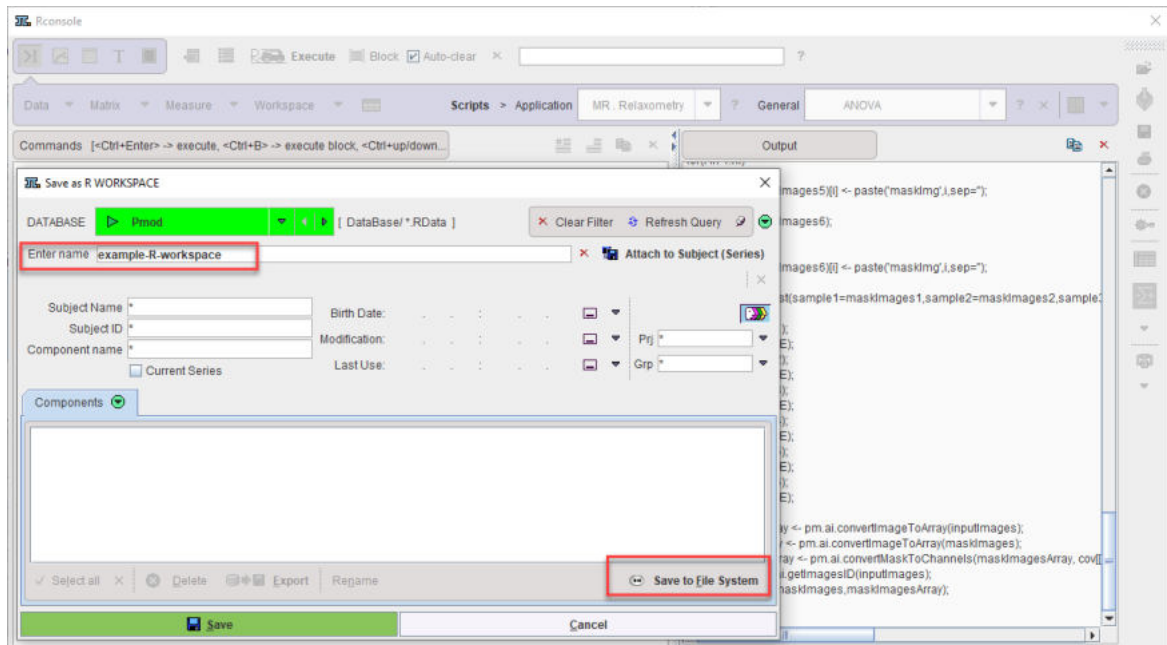 Rconsole
T Execute Block Auto-clear ?
Data Matrix Measure Workspace Scripts > Application MR . Relaxometry ? General ANOVA ?
Commands [<Ctrl+Enter> -> execute, <Ctrl+B> -> execute block, <Ctrl+up/down... Output
Save as R WORKSPACE
mages5)[i] <- paste('maskImg',i,sep='');
DATABASE Pmod [ DataBase/ *.RData ] Clear Filter Refresh Query
mages6);
Enter name example-R-workspace Attach to Subject (Series)
mages6)[i] <- paste('maskImg',i,sep='');
st(sample1=maskImages1,sample2=maskImages2,sample3
Subject Name * Birth Date: . . : . .
);
Subject ID * Modification: . . : . . Prj *
E);
Component name * Last Use: . . : . . Grp *
);
Current Series
E);
);
E);
Components
);
E);
);
E);
);
E);
ay <- pm.ai.convertImageToArray(inputImages);
y <- pm.ai.convertImageToArray(maskImages);
ray <- pm.ai.convertMaskToChannels(maskImagesArray, cov[[
i.getImagesID(inputImages);
maskImages,maskImagesArray);
Select all Delete Export Rename Save to File System
Save Cancel